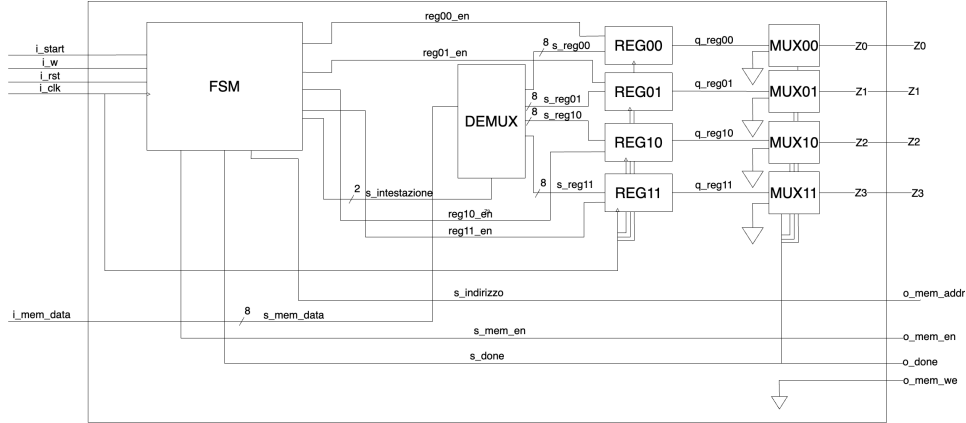 reg00_en
i_start
i_w
i_rst
i_clk
FSM
reg01_en
8 s_reg00
REG00
q_reg00
MUX00
Z0
Z0
DEMUX
8 s_reg01
REG01
q_reg01
MUX01
Z1
Z1
8 s_reg10
REG10
q_reg10
MUX10
Z2
Z2
8 s_reg11
REG11
q_reg11
MUX11
Z3
Z3
2 s_intestazione
reg10_en
reg11_en
s_indirizzo
o_mem_addr
i_mem_data
8 s_mem_data
s_mem_en
o_mem_en
s_done
o_done
o_mem_we